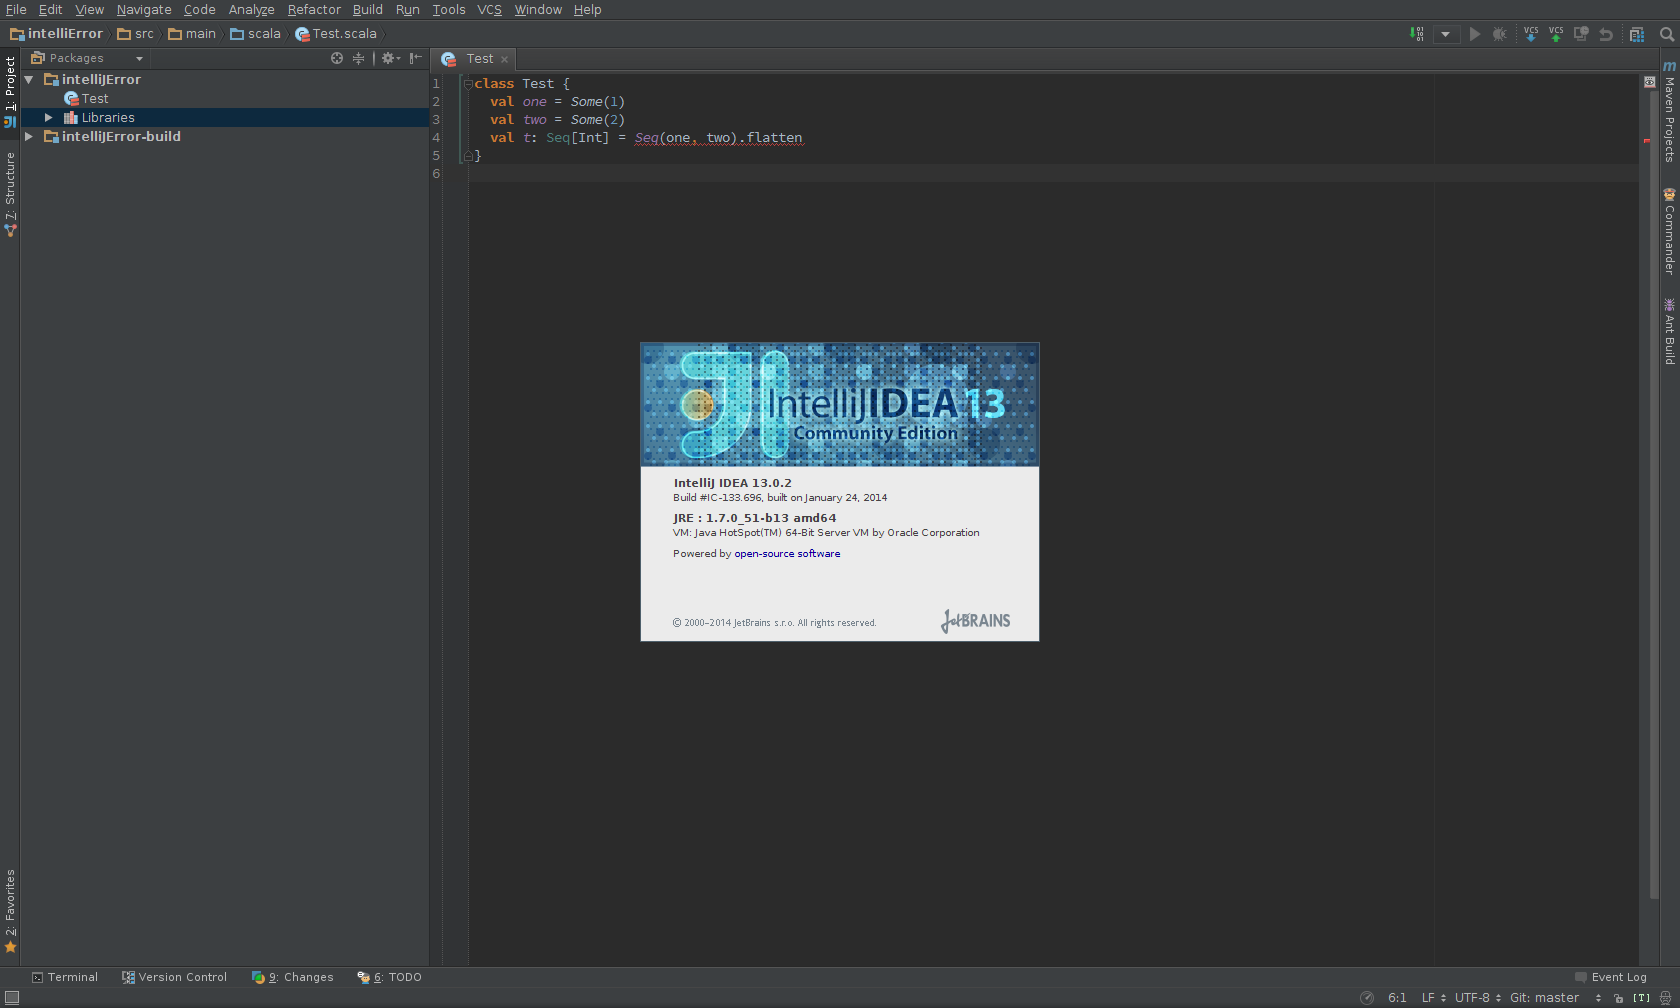 File Edit View Navigate Code Analyze Refactor Build Run Tools VCS Window Help
intelliError src main scala Test.scala
VCS VCS
1: Project
7: Structure
2: Favorites
Packages
intellijError
Test
Libraries
intellijError-build
Test
1 class Test {
2 val one = Some(1)
3 val two = Some(2)
4 val t: Seq[Int] = Seq(one, two).flatten
5 }
6
IntelliJ IDEA 13
Community Edition
IntelliJ IDEA 13.0.2
Build #IC-133.696, built on January 24, 2014
JRE : 1.7.0_51-b13 amd64
VM: Java HotSpot(TM) 64-Bit Server VM by Oracle Corporation
Powered by open-source software
© 2000–2014 JetBrains s.r.o. All rights reserved.
JetBRAINS
m
Maven Projects
Commander
Ant Build
Terminal Version Control 9: Changes 6: TODO Event Log
6:1 LF UTF-8 Git: master [T]